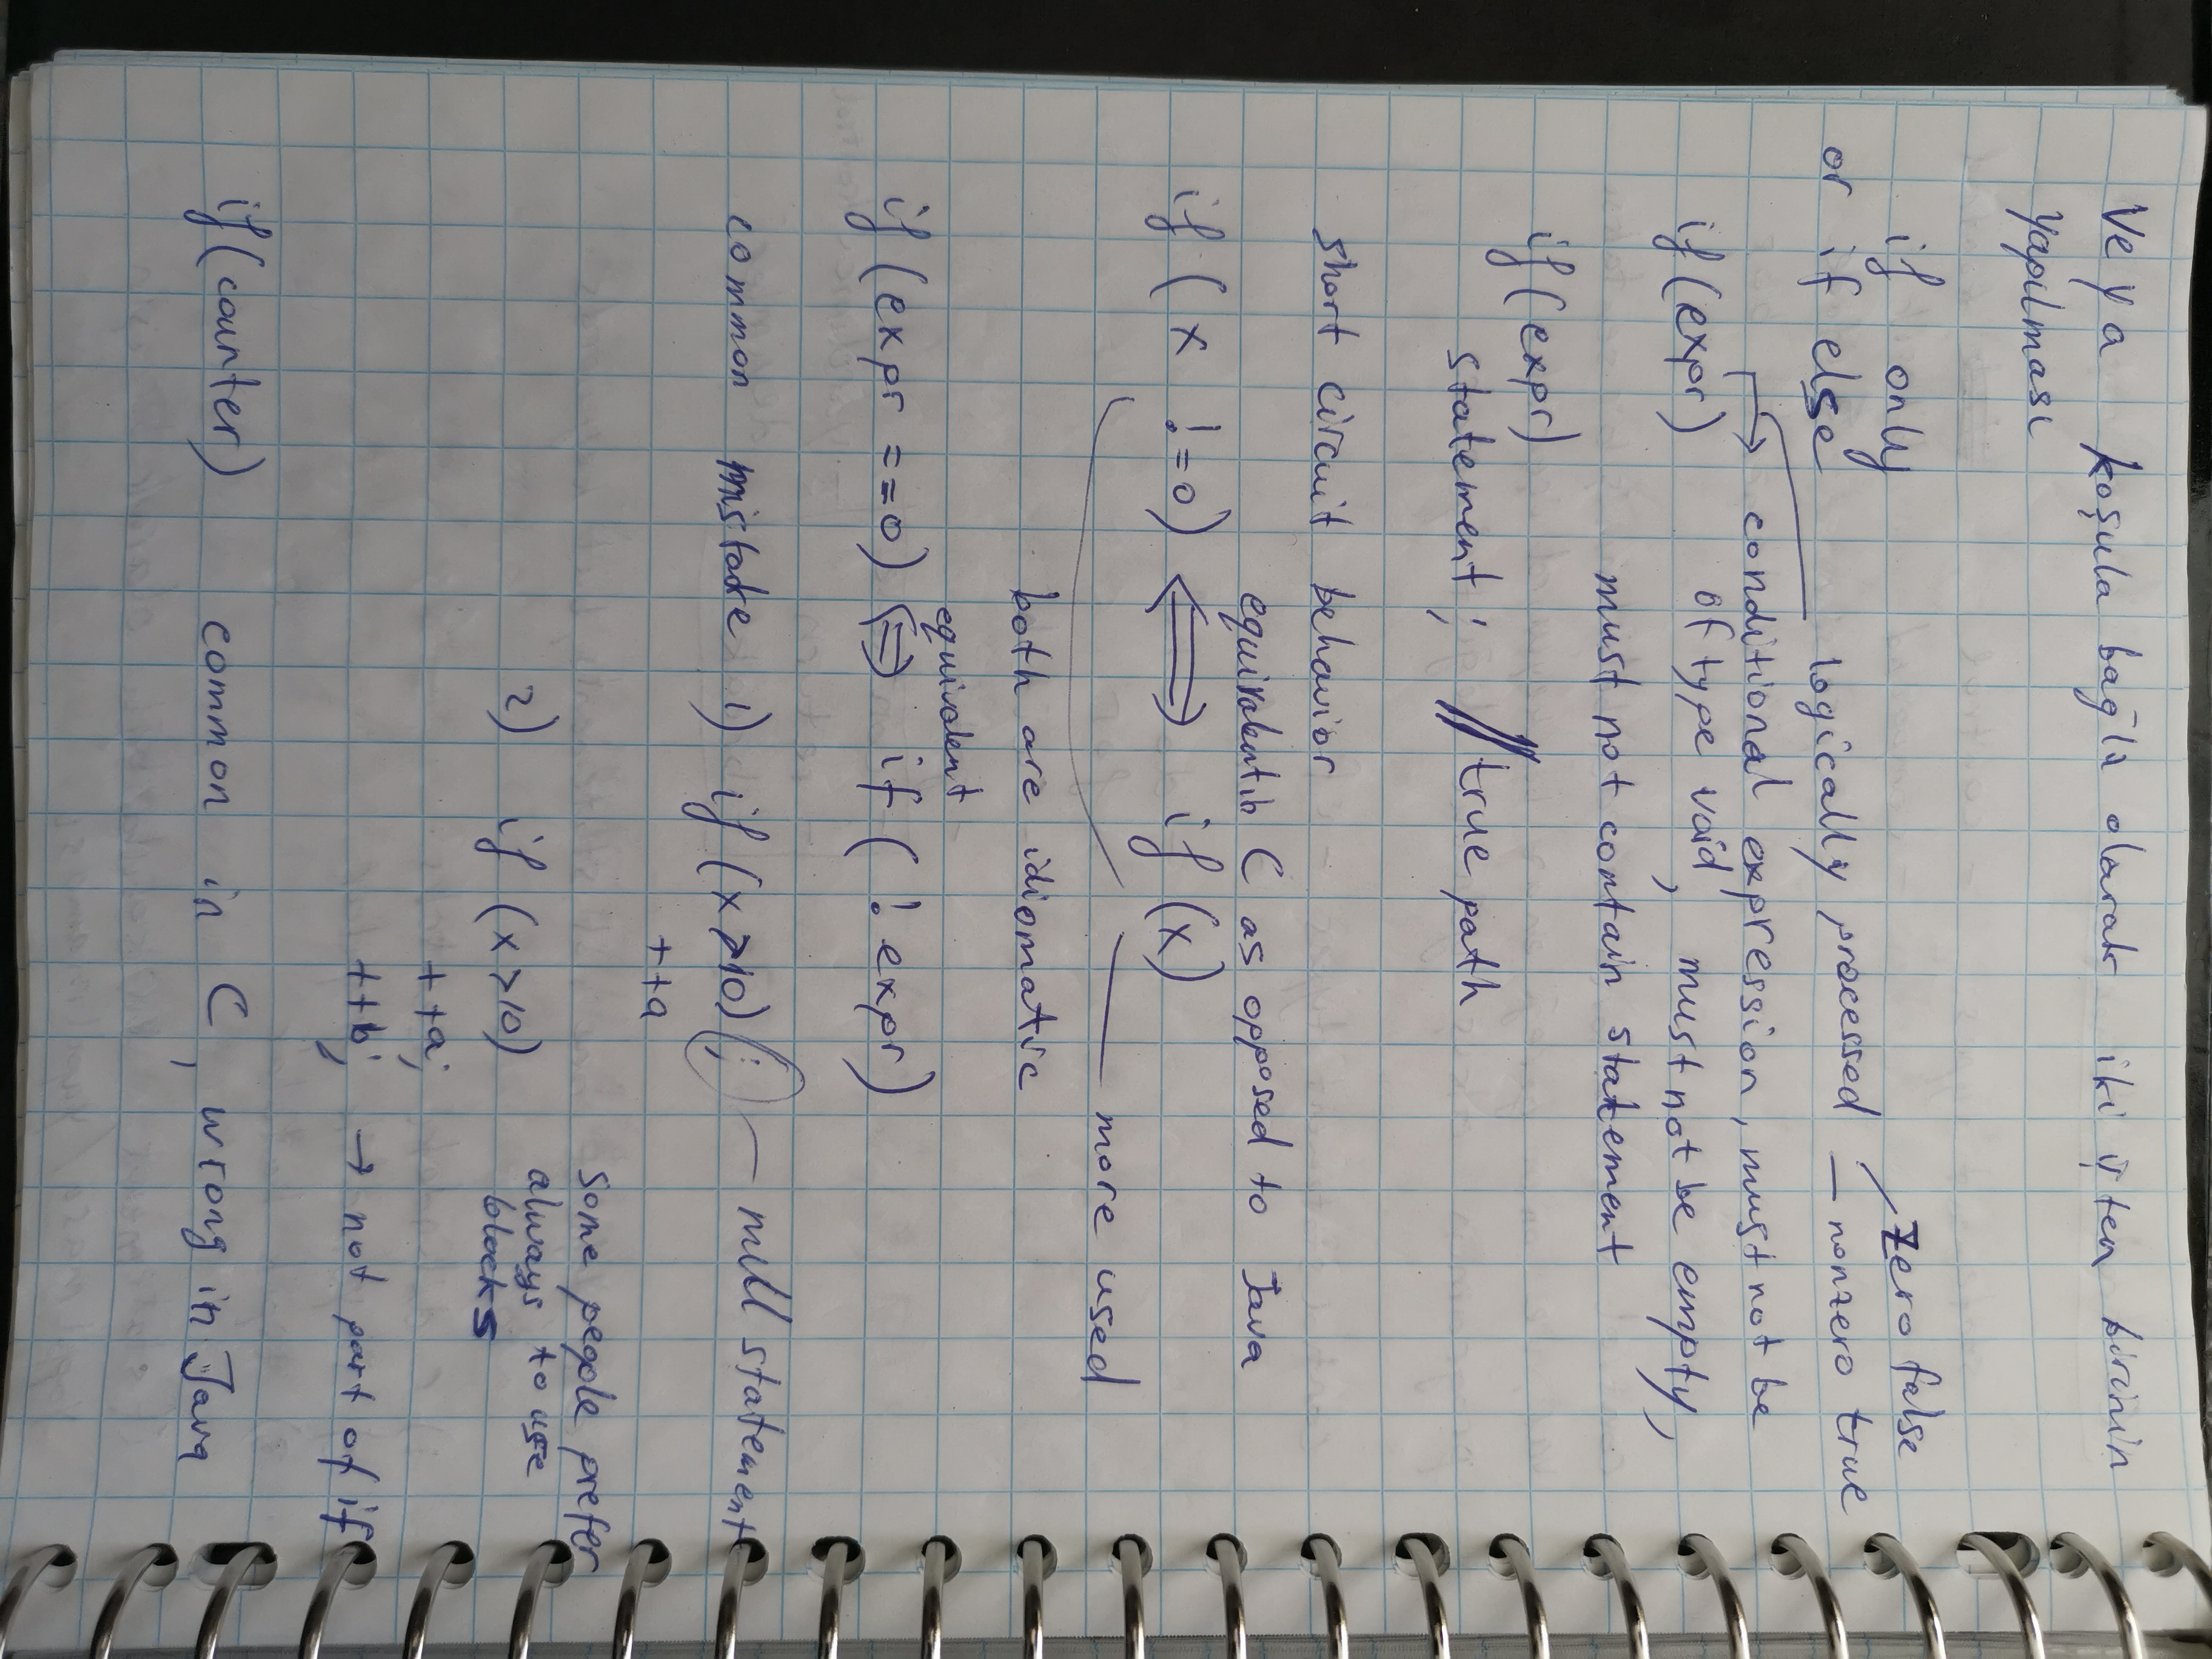 Veya koşula bağlı olarak iki işten birinin
yapılması
if only
or if else
logically processed — zero false
— nonzero true
→ conditional expression, must not be
if(expr) of type void, must not be empty,
must not contain statement
if(expr)
statement; // true path
short circuit behavior
equivalent in C as opposed to Java
if (x !=0) ⟺ if (x)
more used
both are idiomatic
equivalent
if (expr ==0) ⟺ if ( ! expr)
common mistake 1) if (x>10) ; — null statement
++a
some people prefer
always to use
blocks
2) if (x>10)
++a;
++b; → not part of if
if(counter) common in C, wrong in Java